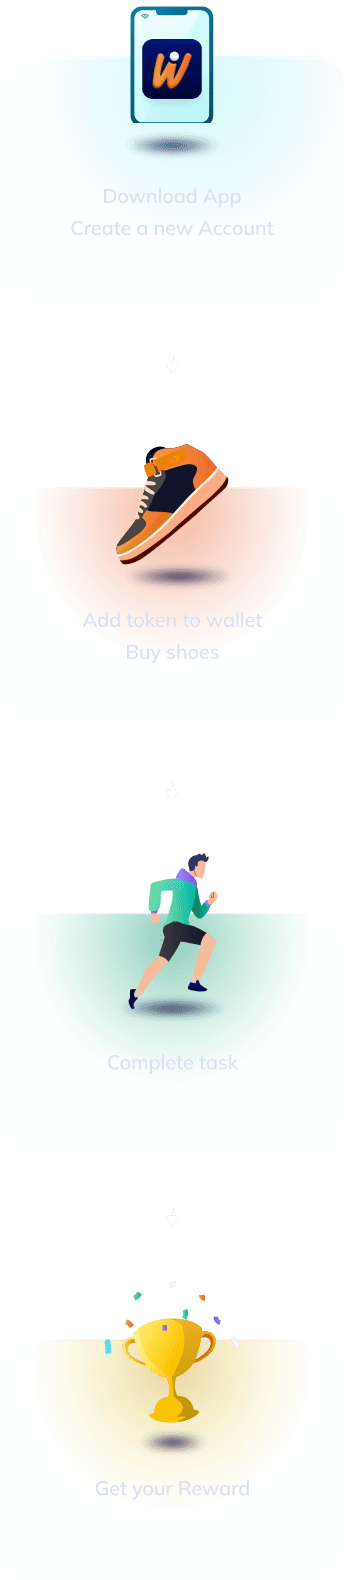 Download App
Create a new Account
Add token to wallet
Buy shoes
Complete task
Get your Reward